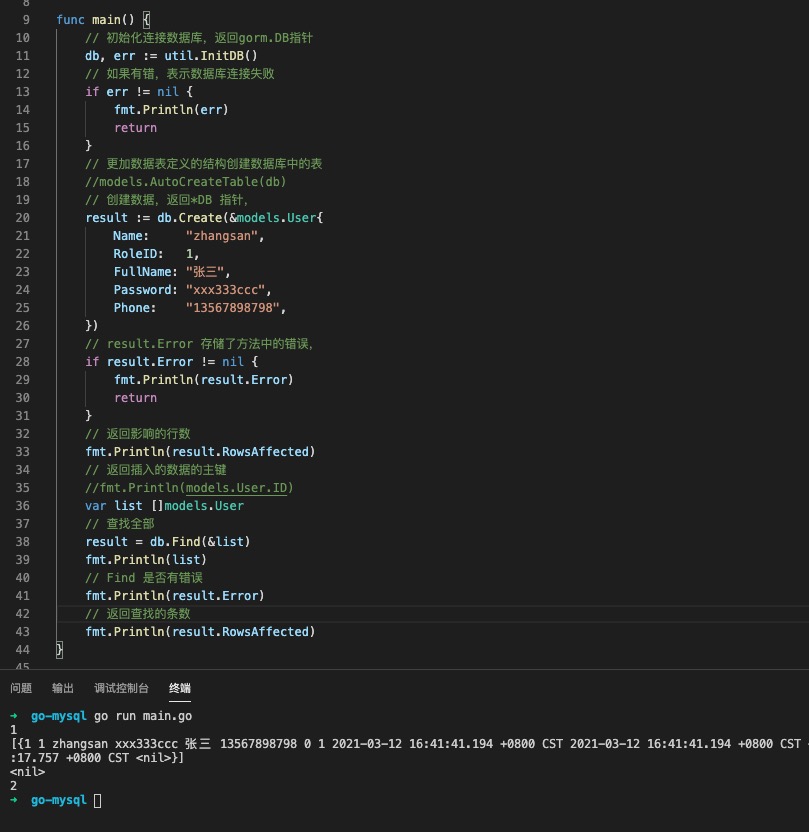 8
9 func main() {
10 // 初始化连接数据库，返回gorm.DB指针
11 db, err := util.InitDB()
12 // 如果有错，表示数据库连接失败
13 if err != nil {
14 fmt.Println(err)
15 return
16 }
17 // 更加数据表定义的结构创建数据库中的表
18 //models.AutoCreateTable(db)
19 // 创建数据，返回*DB 指针，
20 result := db.Create(&models.User{
21 Name: "zhangsan",
22 RoleID: 1,
23 FullName: "张三",
24 Password: "xxx333ccc",
25 Phone: "13567898798",
26 })
27 // result.Error 存储了方法中的错误，
28 if result.Error != nil {
29 fmt.Println(result.Error)
30 return
31 }
32 // 返回影响的行数
33 fmt.Println(result.RowsAffected)
34 // 返回插入的数据的主键
35 //fmt.Println(models.User.ID)
36 var list []models.User
37 // 查找全部
38 result = db.Find(&list)
39 fmt.Println(list)
40 // Find 是否有错误
41 fmt.Println(result.Error)
42 // 返回查找的条数
43 fmt.Println(result.RowsAffected)
44 }
45
问题 输出 调试控制台 终端
→ go-mysql go run main.go
1
[{1 1 zhangsan xxx333ccc 张三 13567898798 0 1 2021-03-12 16:41:41.194 +0800 CST 2021-03-12 16:41:41.194 +0800 CST
:17.757 +0800 CST <nil>}]
<nil>
2
→ go-mysql